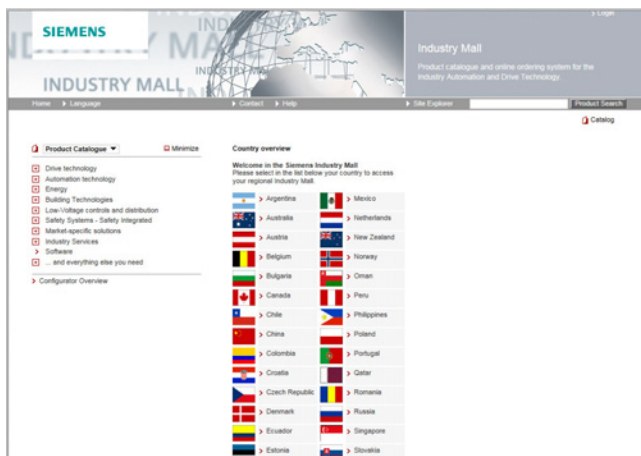 Login
SIEMENS
INDUSTRY MALL
Industry Mall
Product catalogue and online ordering system for the
Industry Automation and Drive Technology.
Home Language Contact Help Site Explorer Product Search
Catalog
Product Catalogue Minimize
Drive technology
Automation technology
Energy
Building Technologies
Low-Voltage controls and distribution
Safety Systems - Safety integrated
Market-specific solutions
Industry Services
Software
... and everything else you need
Configurator Overview
Country overview
Welcome in the Siemens Industry Mall
Please select in the list below your country to access
your regional Industry Mall.
Argentina Mexico
Australia Netherlands
Austria New Zealand
Belgium Norway
Bulgaria Oman
Canada Peru
Chile Philippines
China Poland
Colombia Portugal
Croatia Qatar
Czech Republic Romania
Denmark Russia
Ecuador Singapore
Estonia Slovakia